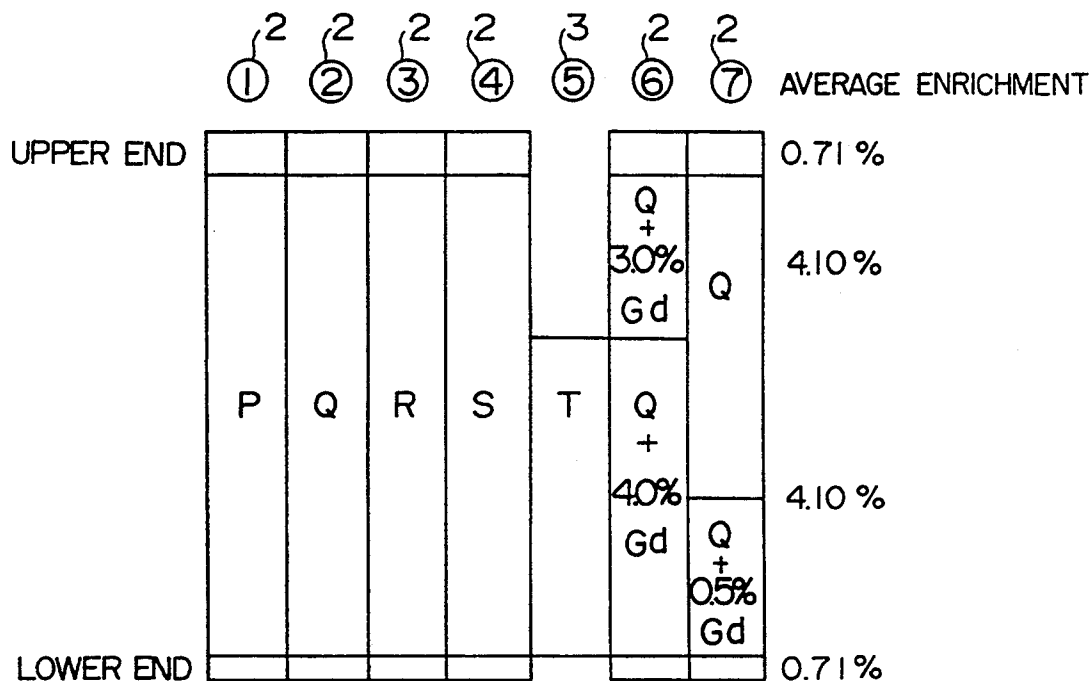 2 2 2 2 3 2 2
① ② ③ ④ ⑤ ⑥ ⑦ AVERAGE ENRICHMENT
UPPER END 0.71%
Q
+
3.0%
Gd
Q
4.10%
P Q R S T
Q
+
4.0%
Gd
4.10%
Q
+
0.5%
Gd
LOWER END 0.71%